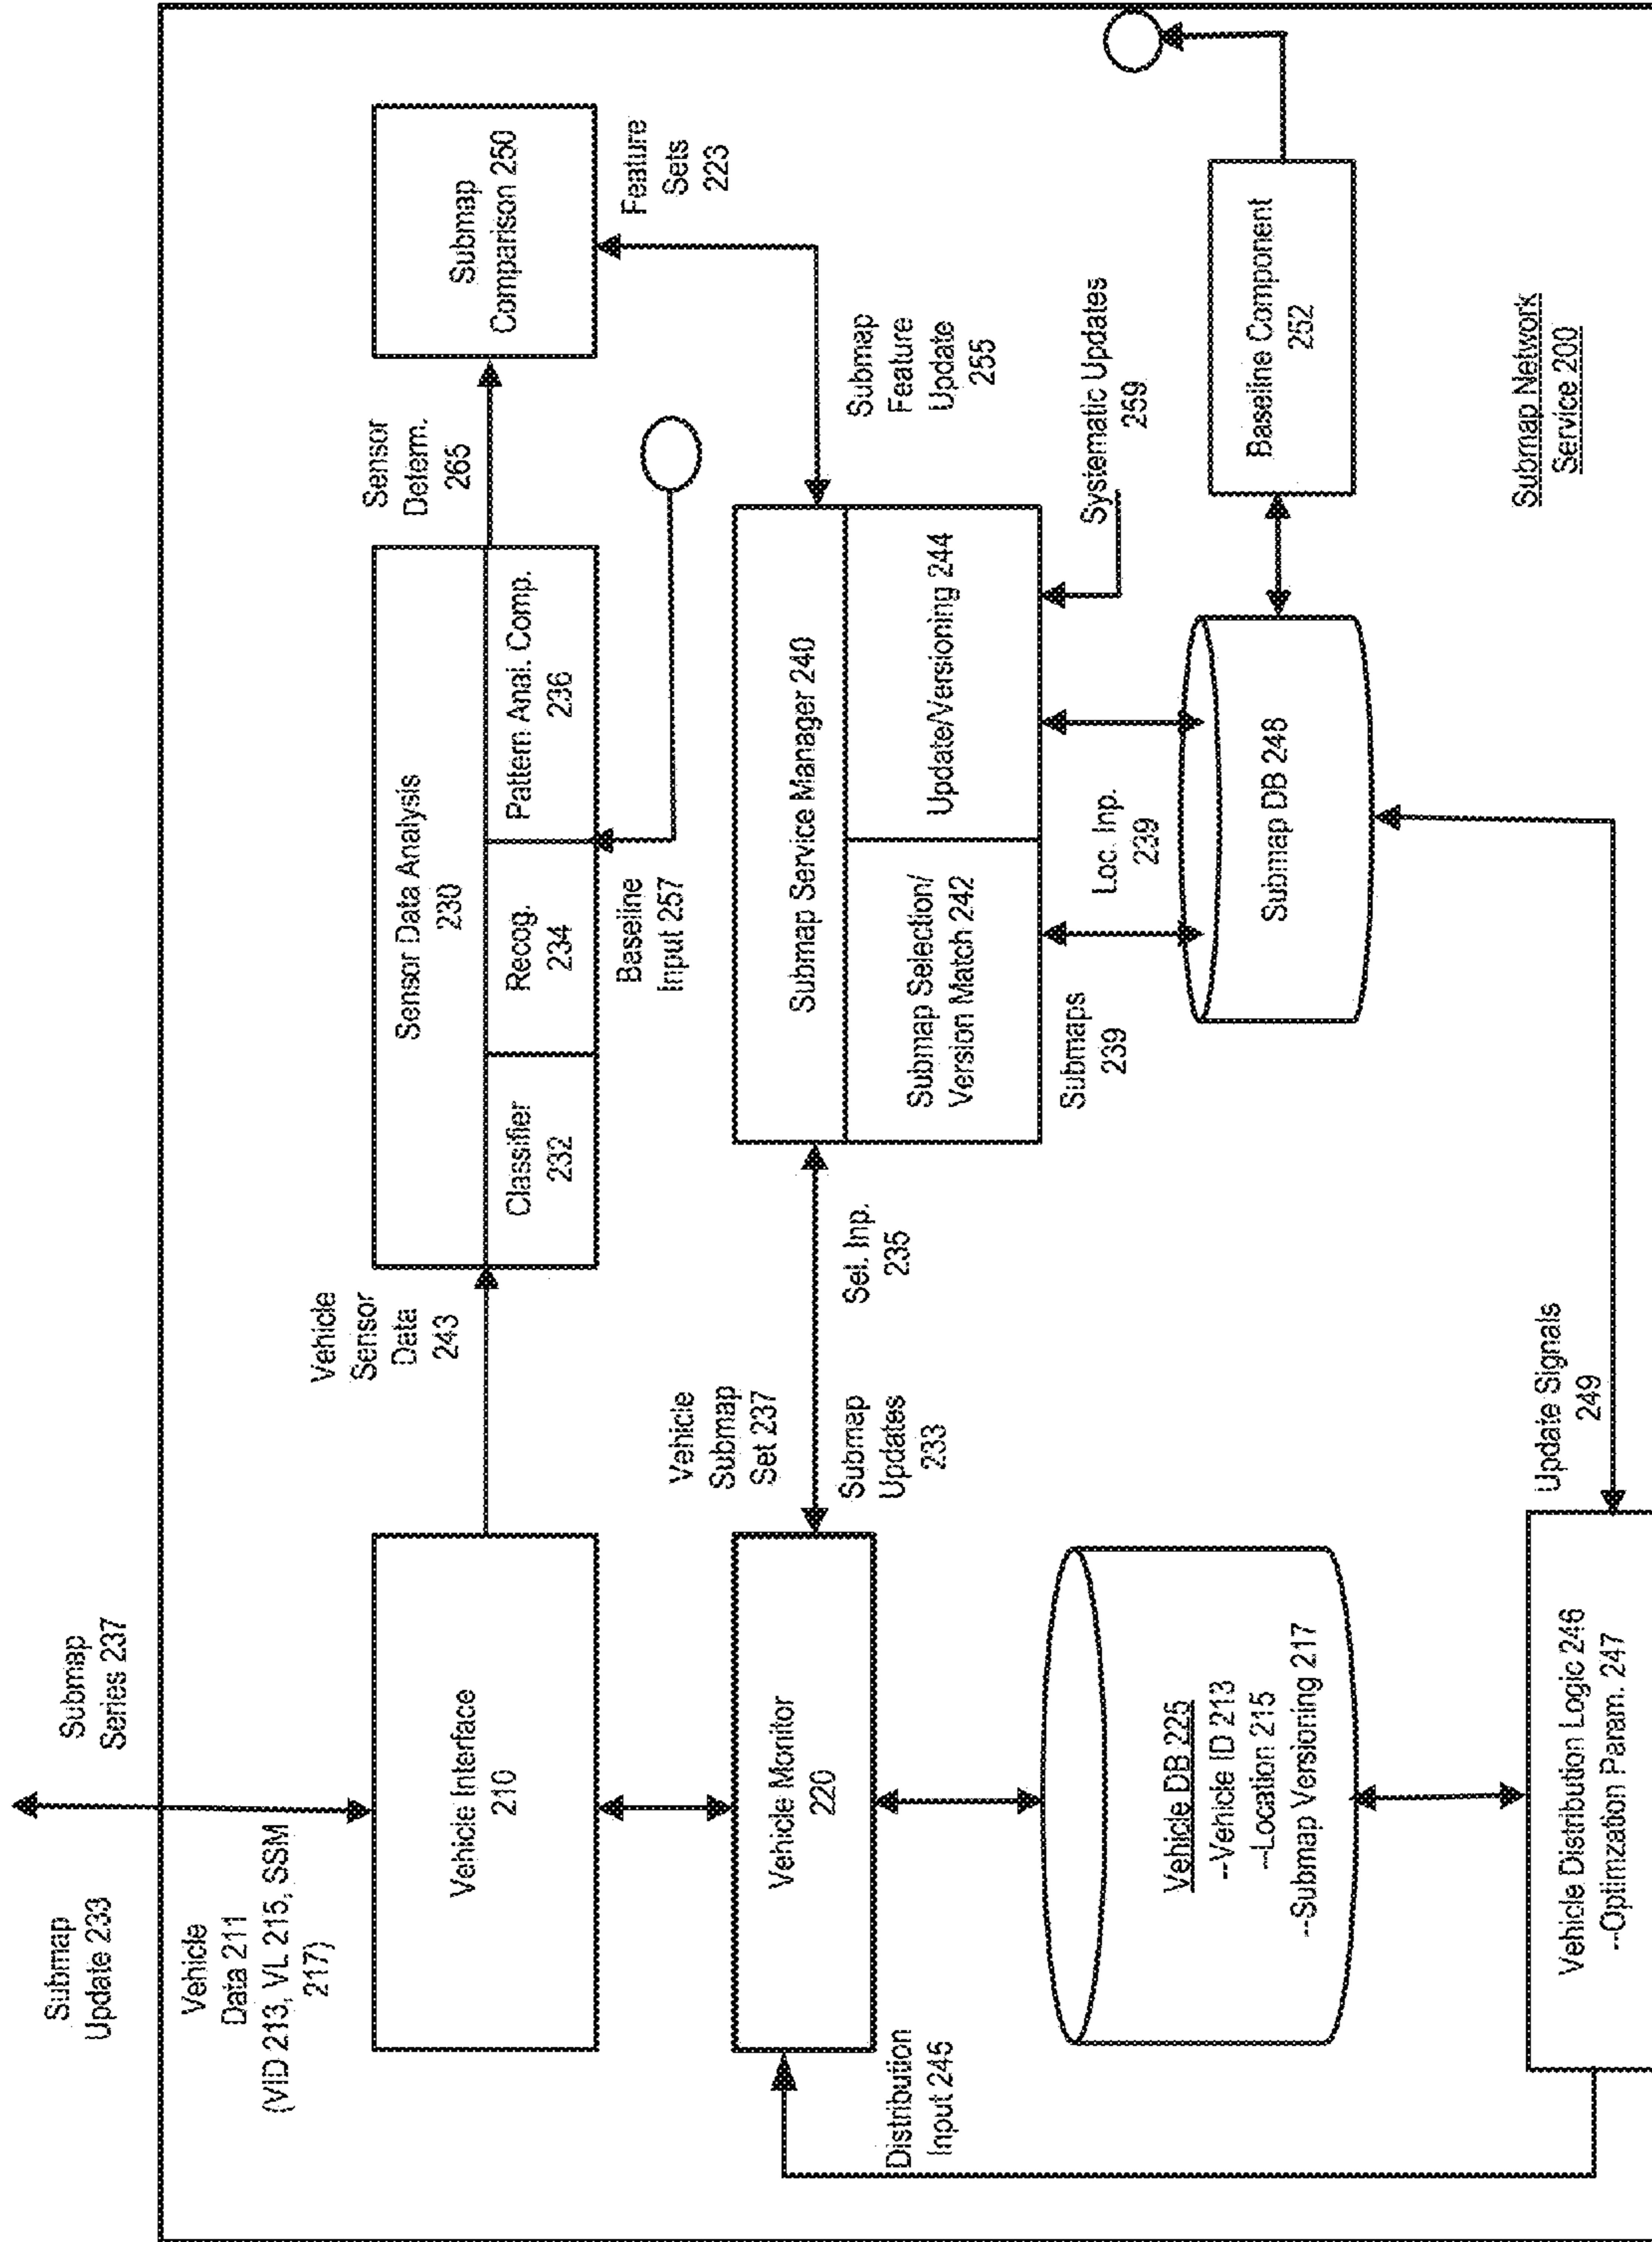 Submap
Update 233
Submap
Series 237
Vehicle
Data 211
(VID 213, VL 215, SSM
217)
Vehicle Interface
210
Vehicle
Sensor
Data
243
Sensor Data Analysis
230
Classifier
232
Recog.
234
Pattern Anal. Comp.
236
Sensor
Determ.
265
Submap
Comparison 250
Baseline
Input 257
Feature
Sets
223
Vehicle Monitor
220
Vehicle
Submap
Set 237
Submap
Updates
233
Sel. Inp.
235
Submap Service Manager 240
Submap Selection/
Version Match 242
Update/Versioning 244
Submap
Feature
Update
255
Distribution
Input 245
Submaps
239
Loc. Inp.
239
Systematic Updates
259
Vehicle DB 225
--Vehicle ID 213
--Location 215
--Submap Versioning 217
Submap DB 248
Baseline Component
252
Vehicle Distribution Logic 246
--Optimzation Param. 247
Update Signals
249
Submap Network
Service 200